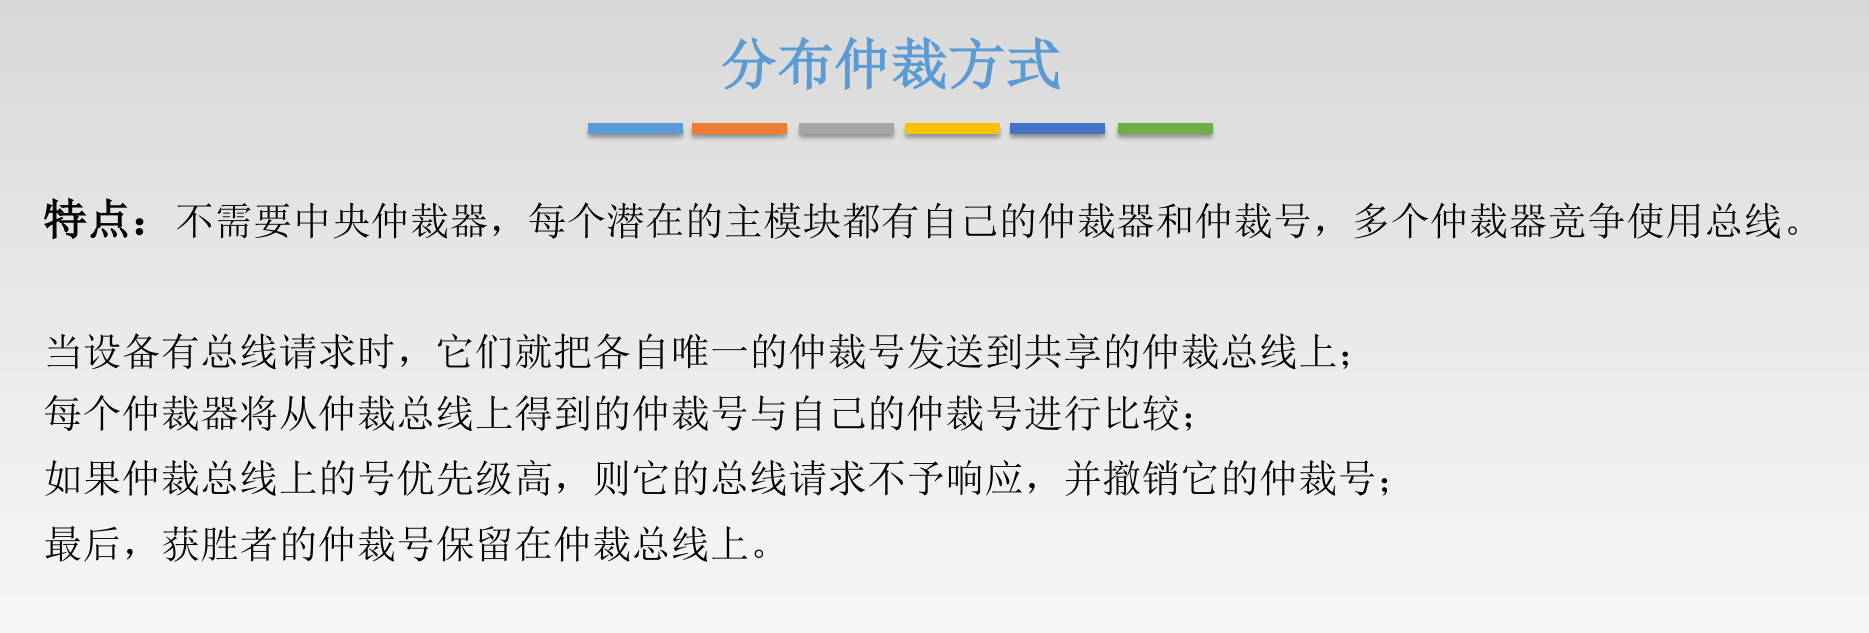 分布仲裁方式
特点：不需要中央仲裁器，每个潜在的主模块都有自己的仲裁器和仲裁号，多个仲裁器竞争使用总线。
当设备有总线请求时，它们就把各自唯一的仲裁号发送到共享的仲裁总线上；
每个仲裁器将从仲裁总线上得到的仲裁号与自己的仲裁号进行比较；
如果仲裁总线上的号优先级高，则它的总线请求不予响应，并撤销它的仲裁号；
最后，获胜者的仲裁号保留在仲裁总线上。